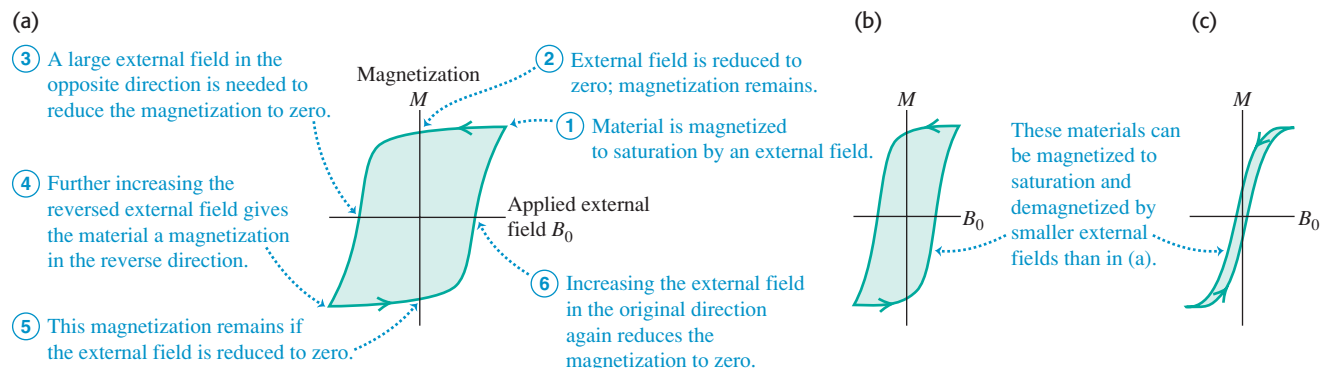 (a)
3 A large external field in the
opposite direction is needed to
reduce the magnetization to zero.
Magnetization
M
2 External field is reduced to
zero; magnetization remains.
1 Material is magnetized
to saturation by an external field.
4 Further increasing the
reversed external field gives
the material a magnetization
in the reverse direction.
Applied external
field B₀
5 This magnetization remains if
the external field is reduced to zero.
6 Increasing the external field
in the original direction
again reduces the
magnetization to zero.
(b)
M
B₀
These materials can
be magnetized to
saturation and
demagnetized by
smaller external
fields than in (a).
(c)
M
B₀